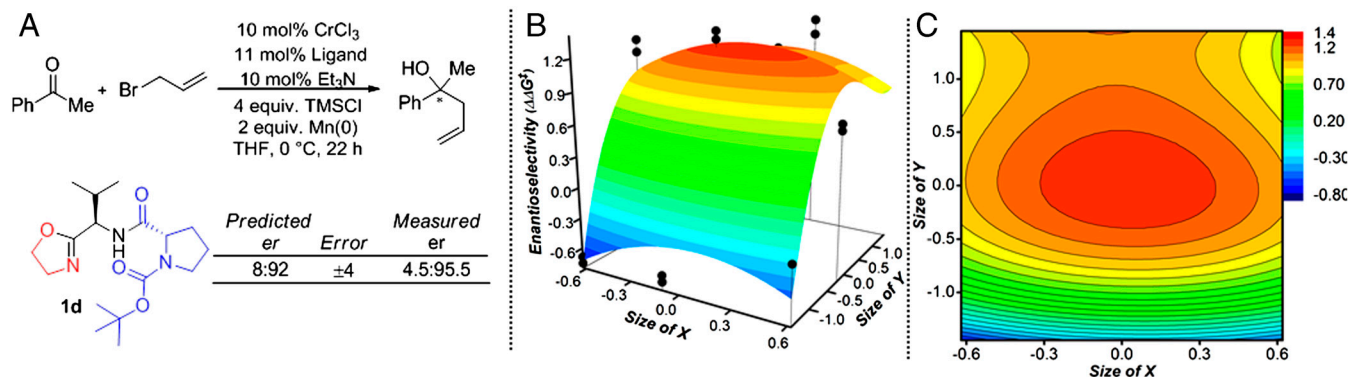 A
O
Ph
Me
+
Br
10 mol% CrCl3
11 mol% Ligand
10 mol% Et3N
4 equiv. TMSCl
2 equiv. Mn(0)
THF, 0 °C, 22 h
HO
Me
Ph
*
O
N
N
H
O
N
O
O
1d
Predicted
er
Error
Measured
er
8:92
±4
4.5:95.5
B
Enantioselectivity (ΔΔG‡)
1.2
0.9
0.6
0.3
0.0
-0.3
-0.6
-0.6
-0.3
0.0
0.3
0.6
Size of X
1.0
0.5
0.0
-0.5
-1.0
Size of Y
C
Size of Y
1.0
0.5
0.0
-0.5
-1.0
-0.6
-0.3
0.0
0.3
0.6
Size of X
1.4
1.2
0.70
0.20
-0.30
-0.80